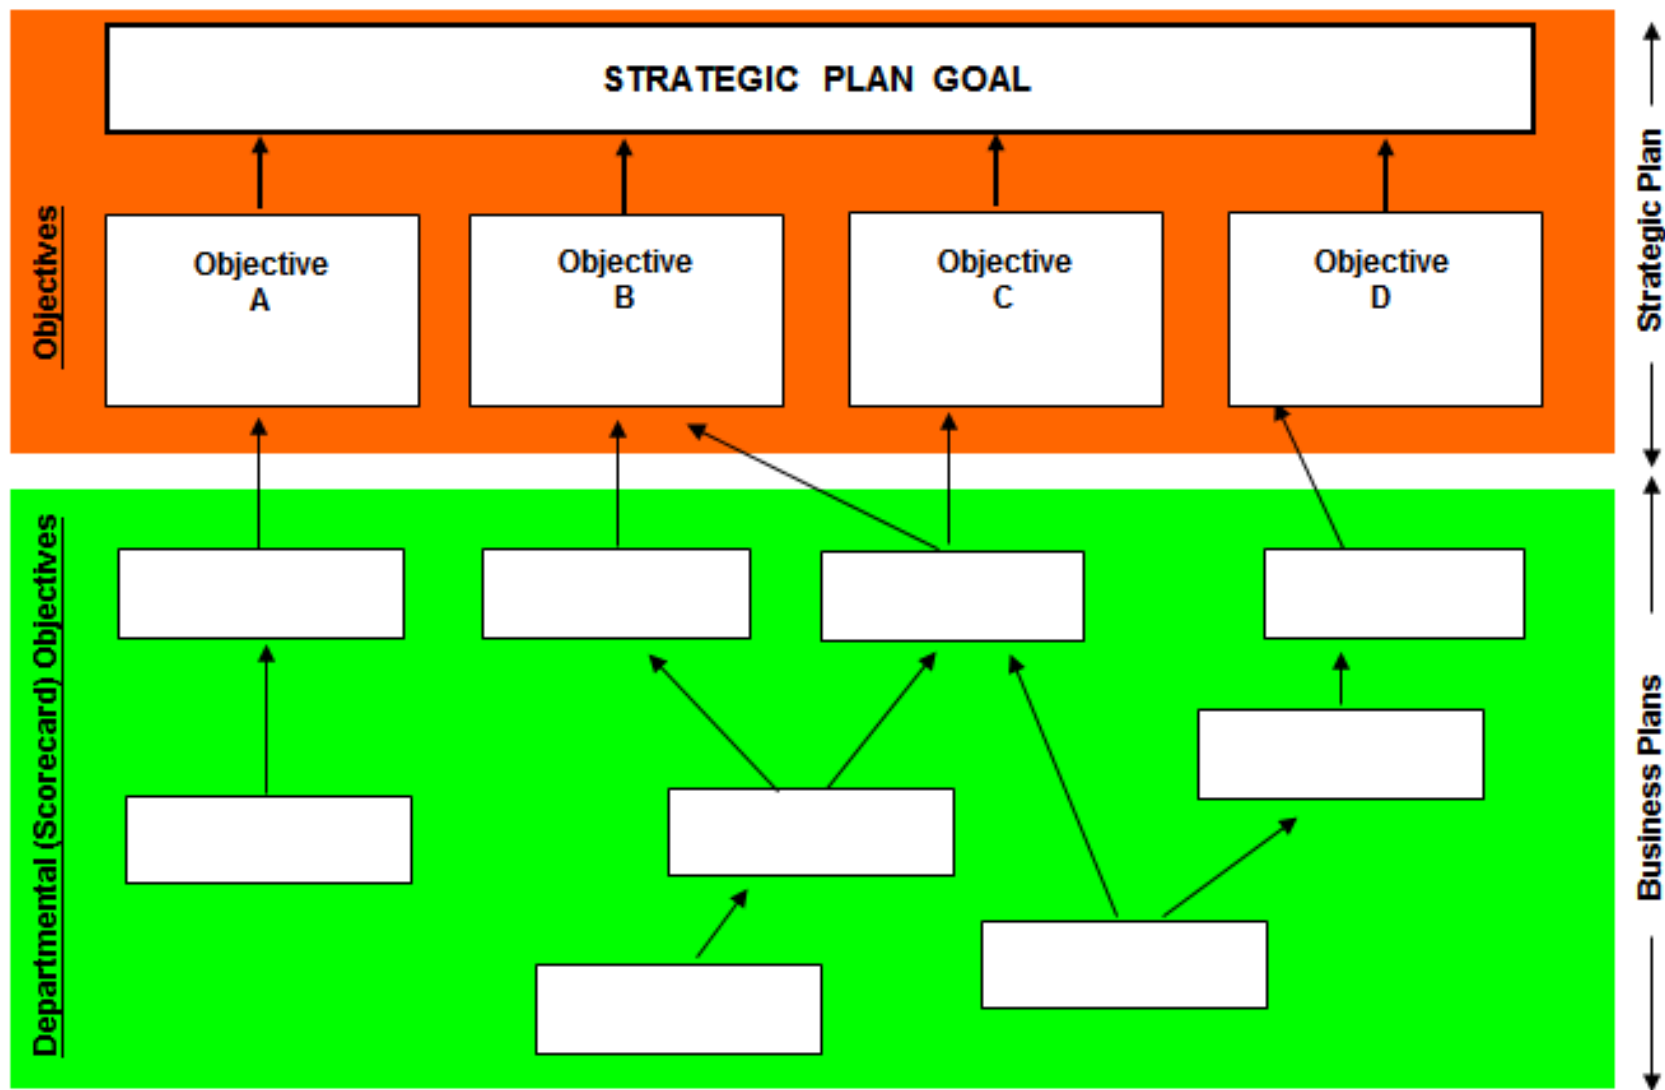 STRATEGIC PLAN GOAL
Objectives
Objective
A
Objective
B
Objective
C
Objective
D
Strategic Plan
Departmental (Scorecard) Objectives
Business Plans